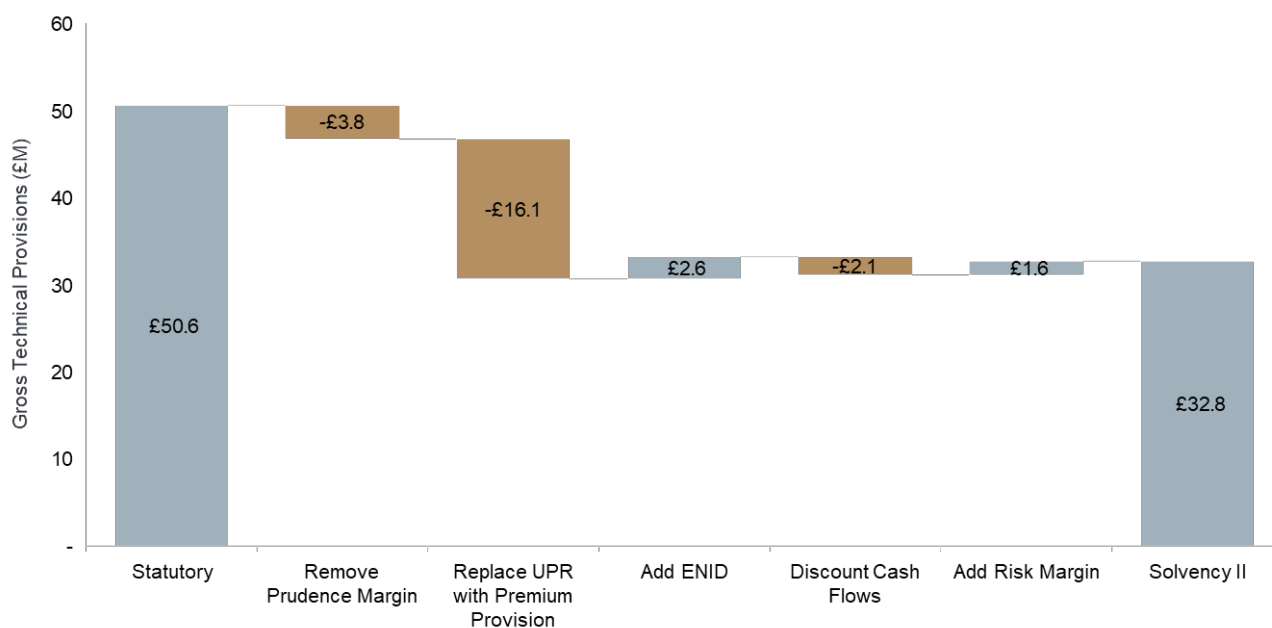 Gross Technical Provisions (£M)
60
50
40
30
20
10
-
£50.6
-£3.8
-£16.1
£2.6
-£2.1
£1.6
£32.8
Statutory
Remove
Prudence Margin
Replace UPR
with Premium
Provision
Add ENID
Discount Cash
Flows
Add Risk Margin
Solvency II